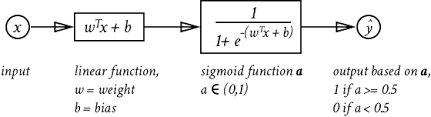 x
wᵀx + b
1
1+ e-(wᵀx + b)
ŷ
input
linear function,
w = weight
b = bias
sigmoid function a
a ∈ (0,1)
output based on a,
1 if a >= 0.5
0 if a < 0.5